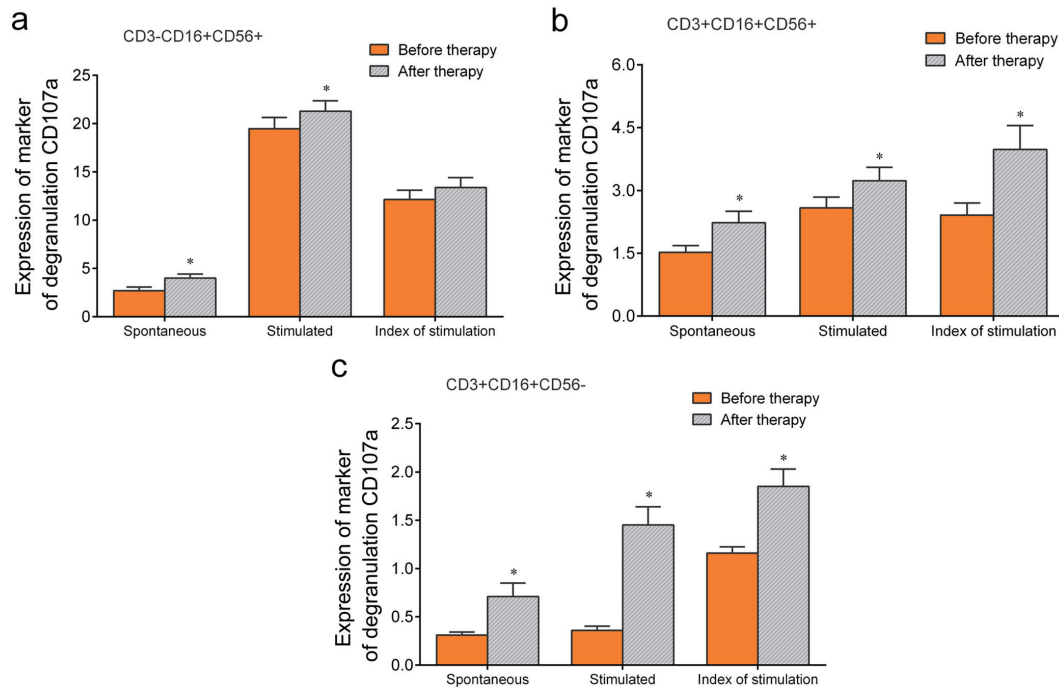 a
CD3-CD16+CD56+
Before therapy
After therapy
Expression of marker
of degranulation CD107a
25
20
15
10
5
0
Spontaneous
Stimulated
Index of stimulation
*
*
b
CD3+CD16+CD56+
Before therapy
After therapy
Expression of marker
of degranulation CD107a
6.0
4.5
3.0
1.5
0.0
Spontaneous
Stimulated
Index of stimulation
*
*
*
c
CD3+CD16+CD56-
Before therapy
After therapy
Expression of marker
of degranulation CD107a
2.5
2.0
1.5
1.0
0.5
0.0
Spontaneous
Stimulated
Index of stimulation
*
*
*